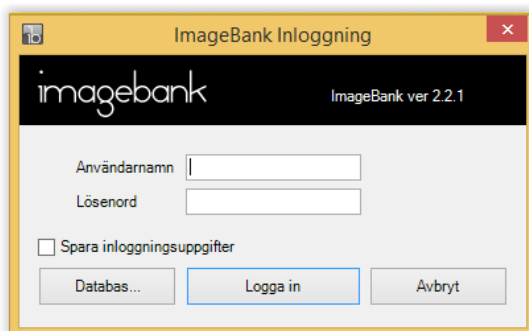 ib
ImageBank Inloggning
imagebank
ImageBank ver 2.2.1
Användarnamn
Lösenord
Spara inloggningsuppgifter
Databas...
Logga in
Avbryt